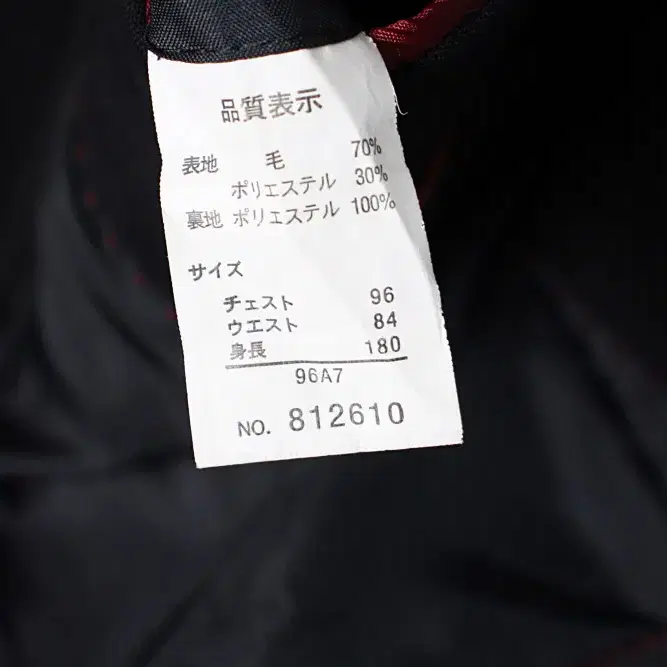 品質表示
表地 毛 70%
ポリエステル 30%
裏地 ポリエステル 100%
サイズ
チェスト 96
ウエスト 84
身長 180
96A7
NO. 812610